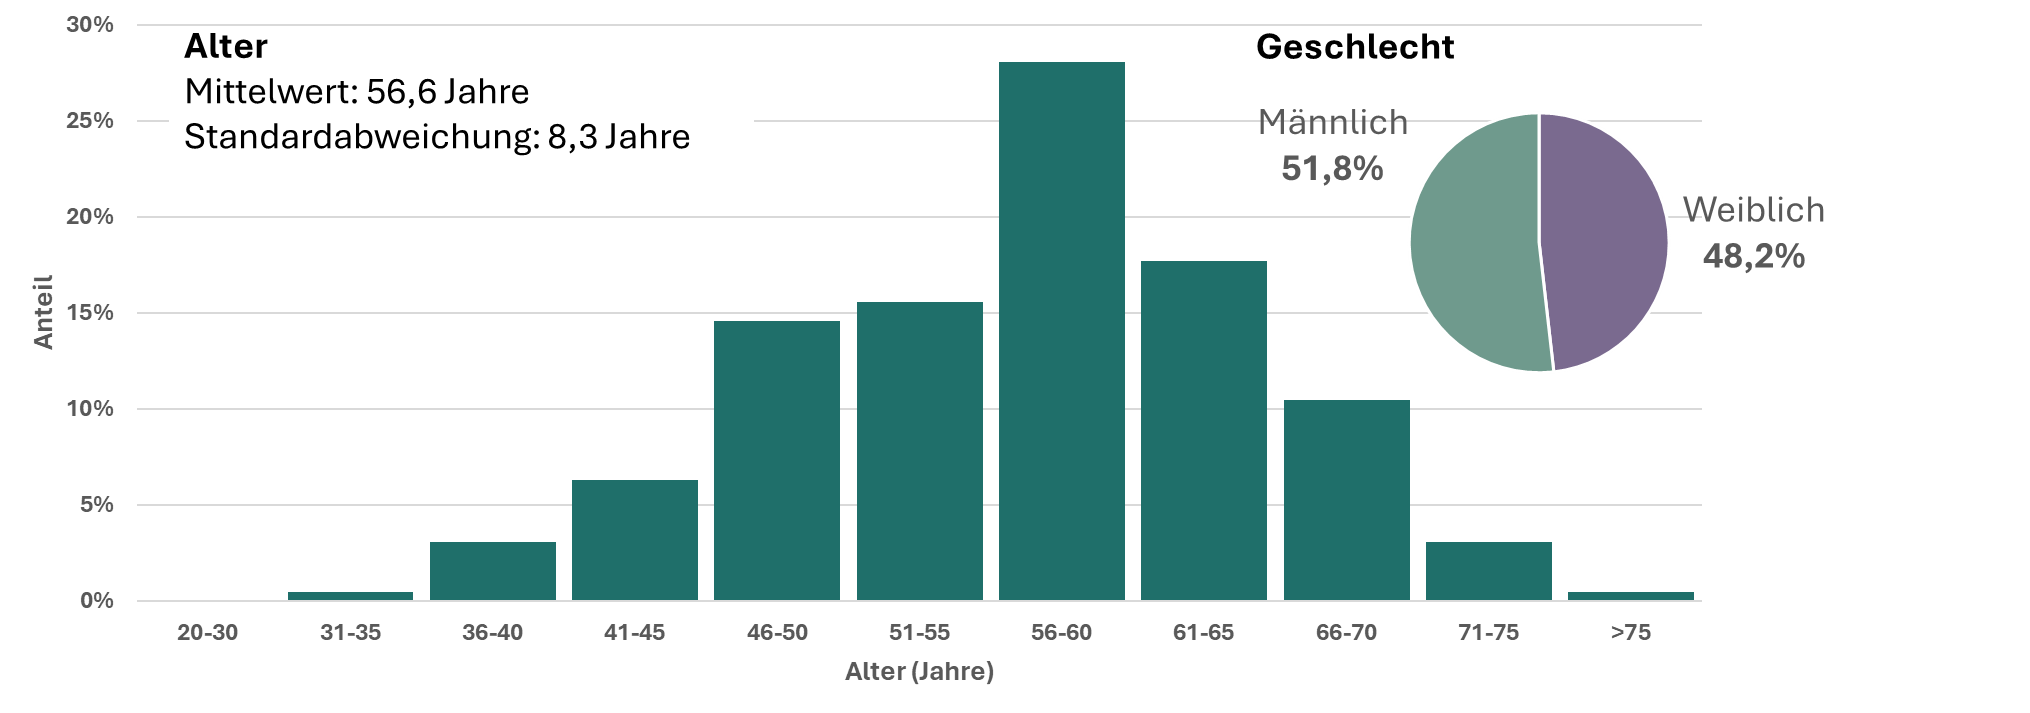 Alter
Mittelwert: 56,6 Jahre
Standardabweichung: 8,3 Jahre
Geschlecht
Männlich
51,8%
Weiblich
48,2%
Anteil
30%
25%
20%
15%
10%
5%
0%
20-30 31-35 36-40 41-45 46-50 51-55 56-60 61-65 66-70 71-75 >75
Alter (Jahre)